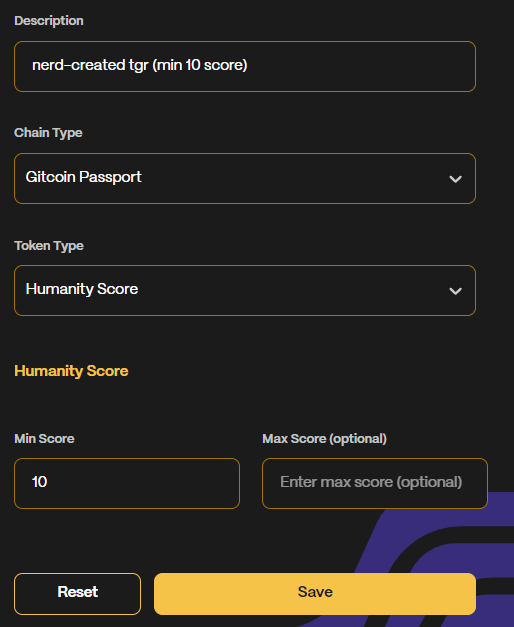 Description
nerd-created tgr (min 10 score)
Chain Type
Gitcoin Passport
Token Type
Humanity Score
Humanity Score
Min Score
Max Score (optional)
10
Enter max score (optional)
Reset
Save